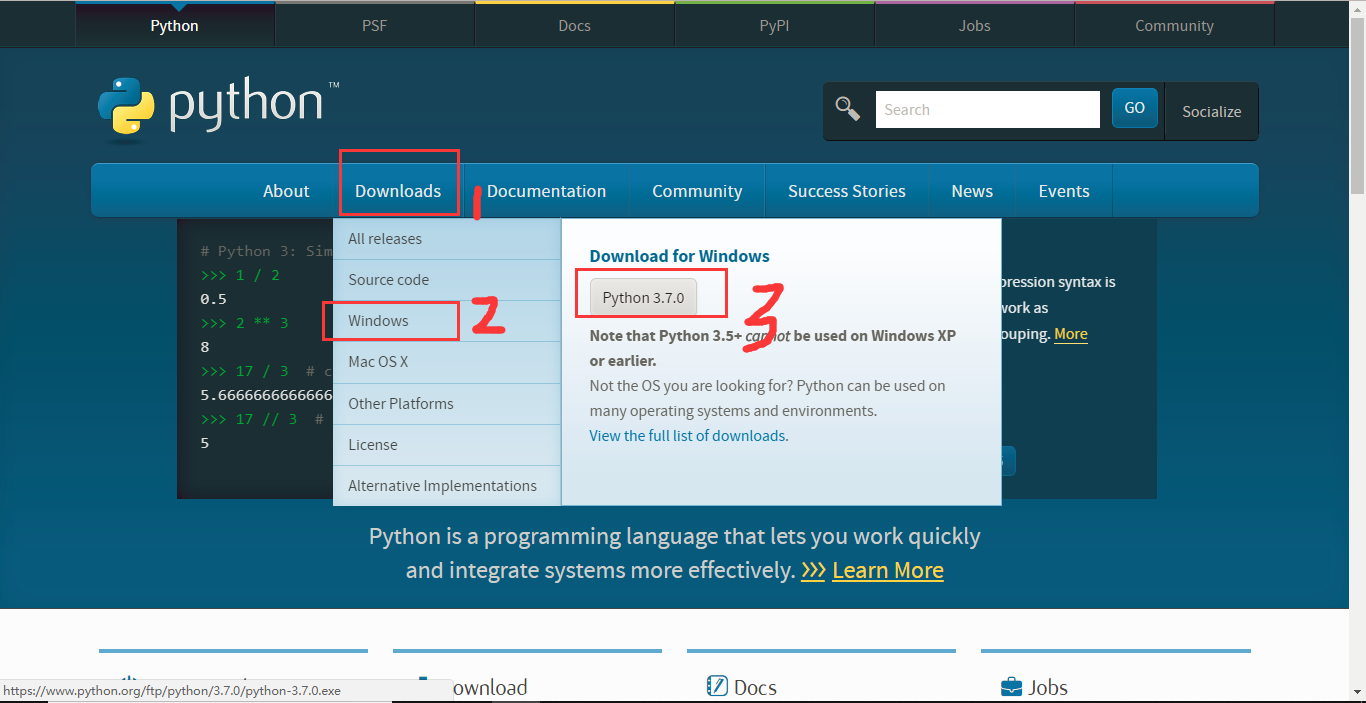 Python PSF Docs PyPI Jobs Community
python™
Search GO Socialize
About Downloads Documentation Community Success Stories News Events
1
# Python 3: Sim
>>> 1 / 2
0.5
>>> 2 ** 3
8
>>> 17 / 3 # c
5.6666666666666
>>> 17 // 3 #
5
All releases
Source code
Windows
Mac OS X
Other Platforms
License
Alternative Implementations
2
Download for Windows
Python 3.7.0
3
Note that Python 3.5+ cannot be used on Windows XP
or earlier.
Not the OS you are looking for? Python can be used on
many operating systems and environments.
View the full list of downloads.
pression syntax is
work as
ouping. More
Python is a programming language that lets you work quickly
and integrate systems more effectively. >>> Learn More
ownload Docs Jobs
https://www.python.org/ftp/python/3.7.0/python-3.7.0.exe